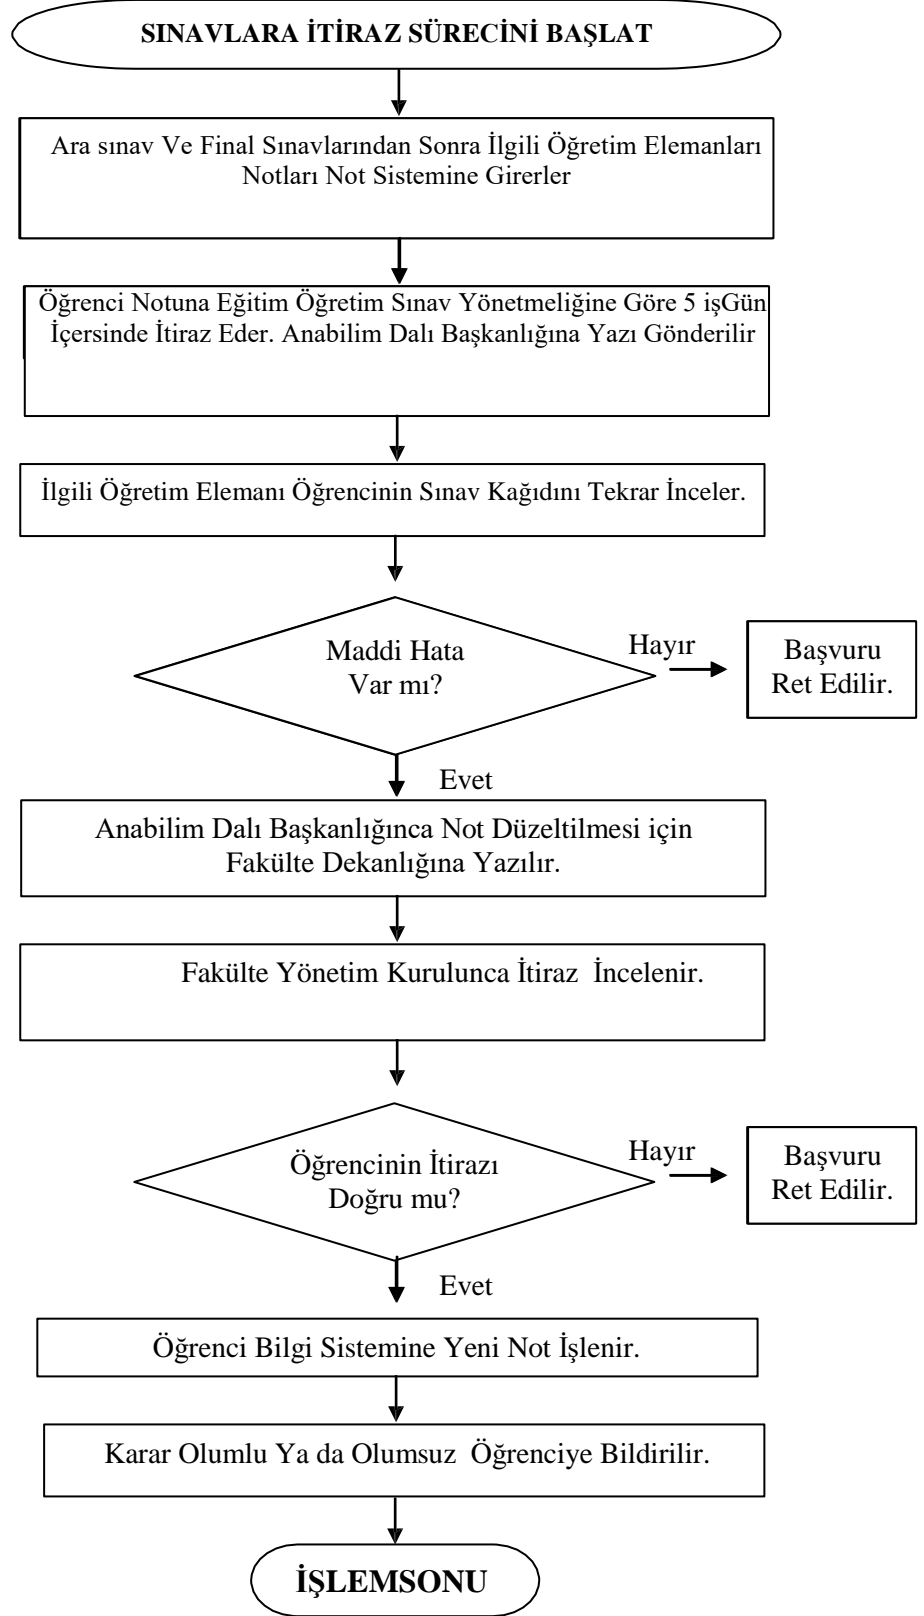 SINAVLARA İTİRAZ SÜRECİNİ BAŞLAT
Ara sınav Ve Final Sınavlarından Sonra İlgili Öğretim Elemanları
Notları Not Sistemine Girerler
Öğrenci Notuna Eğitim Öğretim Sınav Yönetmeliğine Göre 5 işGün
İçersinde İtiraz Eder. Anabilim Dalı Başkanlığına Yazı Gönderilir
İlgili Öğretim Elemanı Öğrencinin Sınav Kağıdını Tekrar İnceler.
Maddi Hata
Var mı?
Hayır
Başvuru
Ret Edilir.
Evet
Anabilim Dalı Başkanlığınca Not Düzeltilmesi için
Fakülte Dekanlığına Yazılır.
Fakülte Yönetim Kurulunca İtiraz İncelenir.
Öğrencinin İtirazı
Doğru mu?
Hayır
Başvuru
Ret Edilir.
Evet
Öğrenci Bilgi Sistemine Yeni Not İşlenir.
Karar Olumlu Ya da Olumsuz Öğrenciye Bildirilir.
İŞLEMSONU